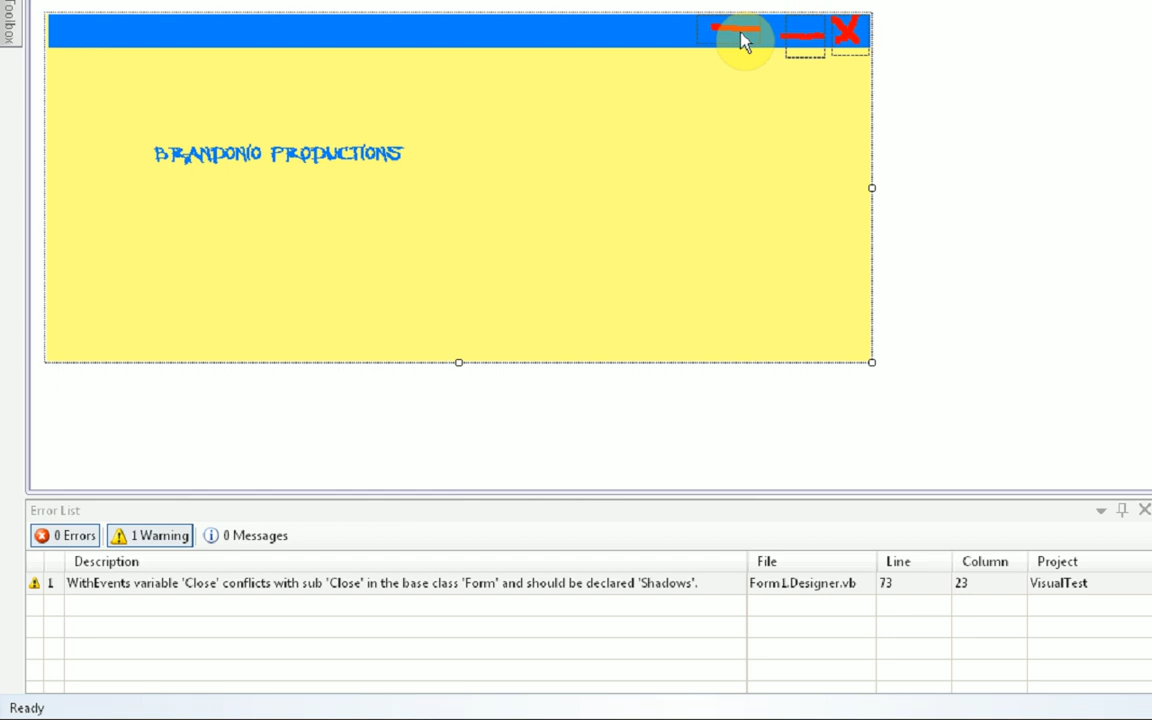 Toolbox
BRANDONIO PRODUCTIONS
Error List
0 Errors 1 Warning 0 Messages
Description File Line Column Project
1 WithEvents variable 'Close' conflicts with sub 'Close' in the base class 'Form' and should be declared 'Shadows'. Form1.Designer.vb 73 23 VisualTest
Ready